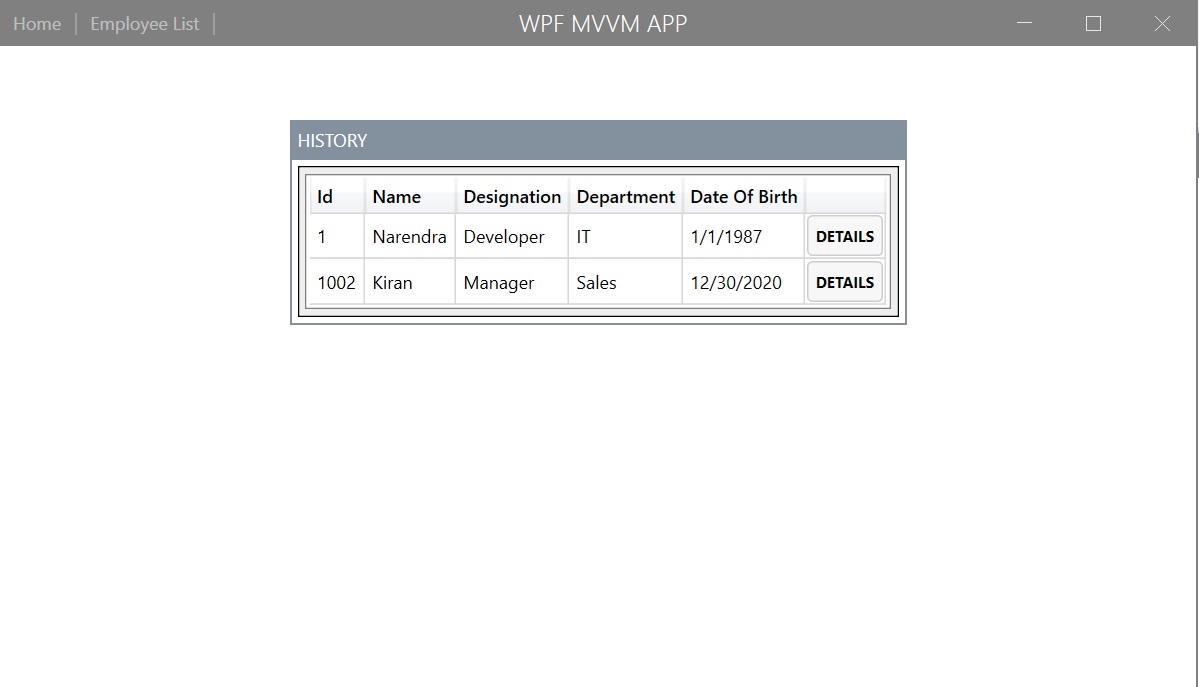 Home | Employee List | WPF MVVM APP
HISTORY
Id Name Designation Department Date Of Birth
1 Narendra Developer IT 1/1/1987 DETAILS
1002 Kiran Manager Sales 12/30/2020 DETAILS